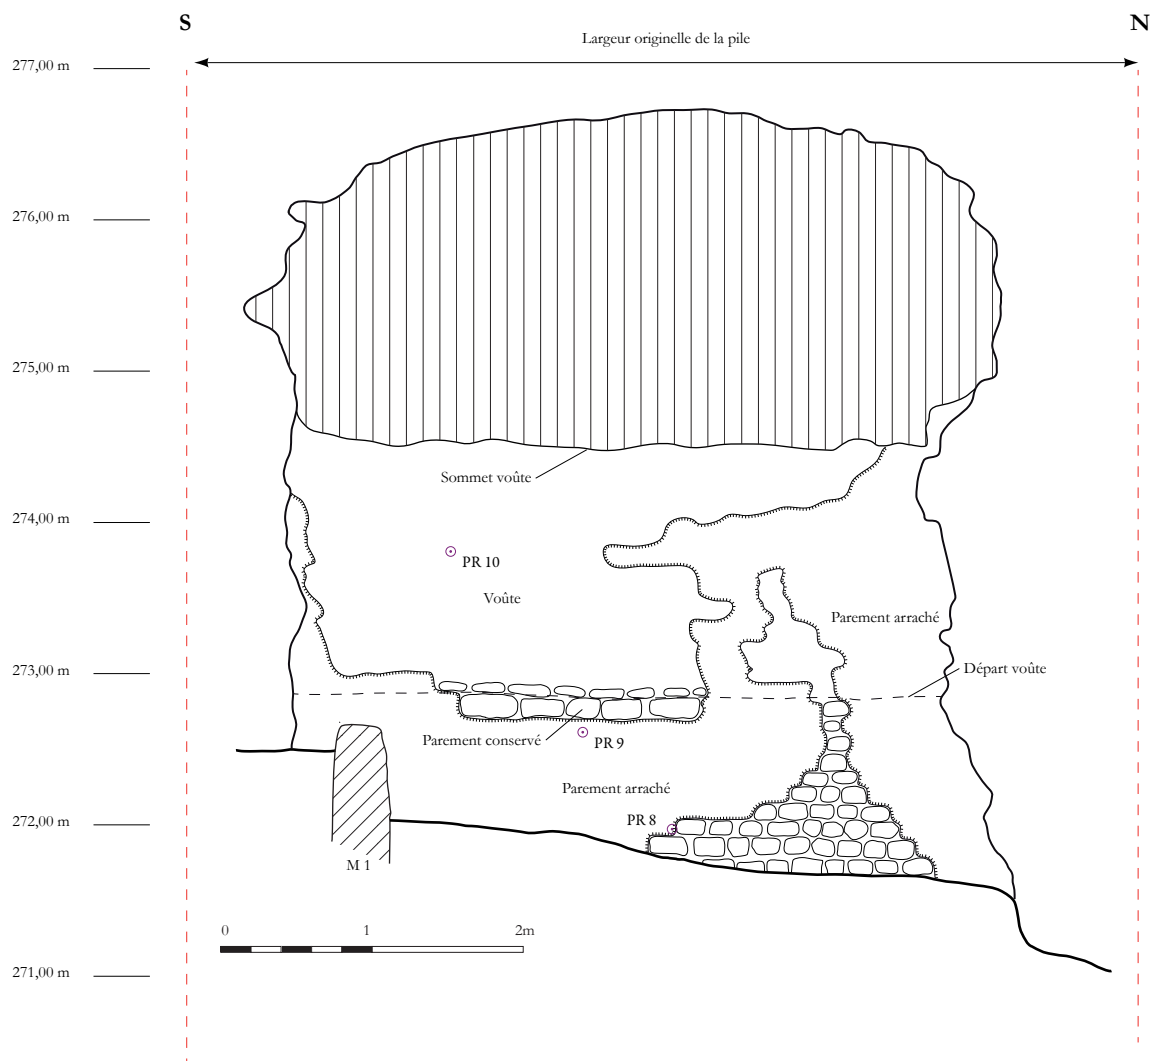 S
N
Largeur originelle de la pile
277,00 m
276,00 m
275,00 m
Sommet voûte
274,00 m
PR 10
Voûte
Parement arraché
273,00 m
Départ voûte
Parement conservé
PR 9
Parement arraché
272,00 m
PR 8
M 1
0 1 2m
271,00 m